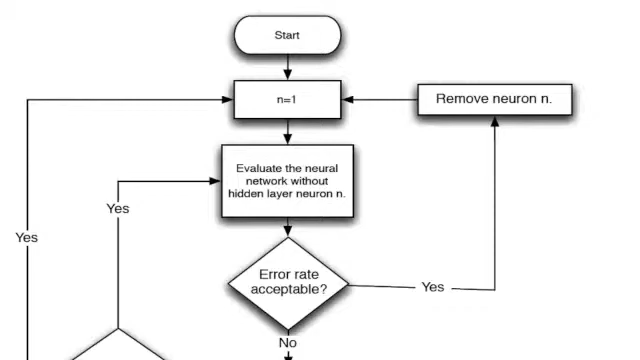 Start
n=1
Remove neuron n.
Evaluate the neural
network without
hidden layer neuron n.
Yes
Yes
Error rate
acceptable?
Yes
No